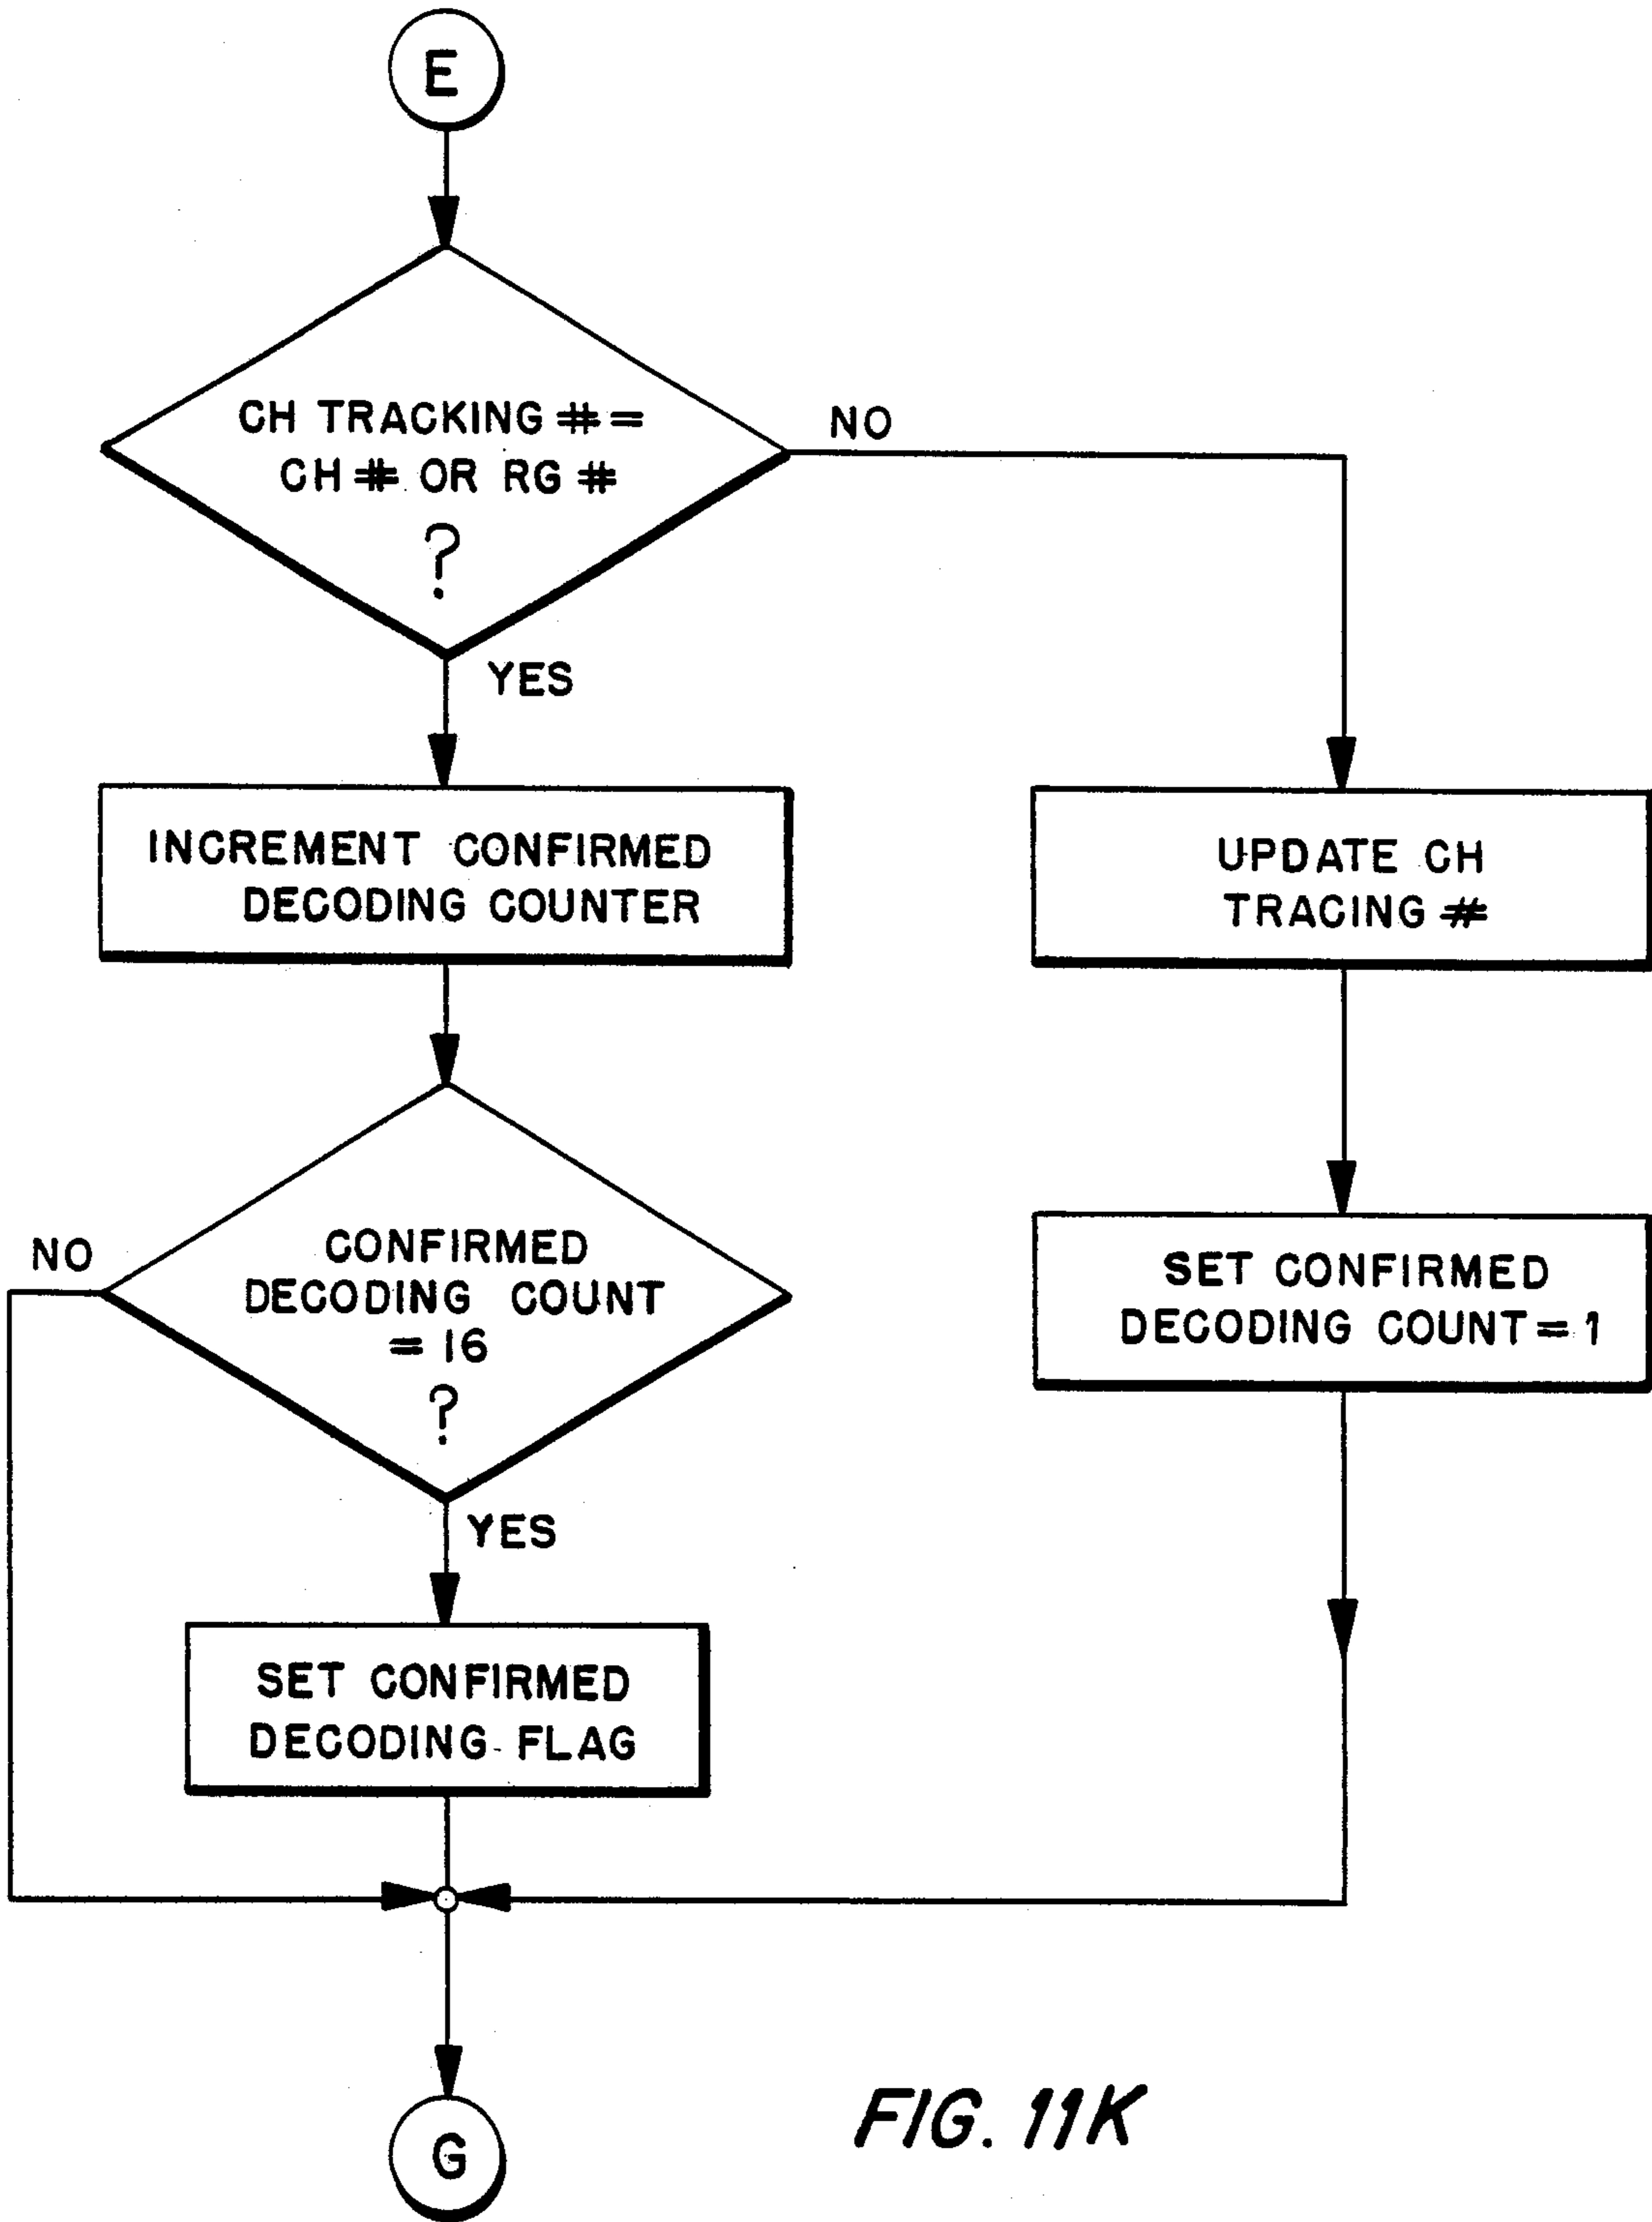 E
CH TRACKING # =
CH # OR RG #
?
NO
YES
INCREMENT CONFIRMED
DECODING COUNTER
UPDATE CH
TRACING #
CONFIRMED
DECODING COUNT
= 16
?
NO
YES
SET CONFIRMED
DECODING COUNT = 1
SET CONFIRMED
DECODING FLAG
G
FIG. 11K